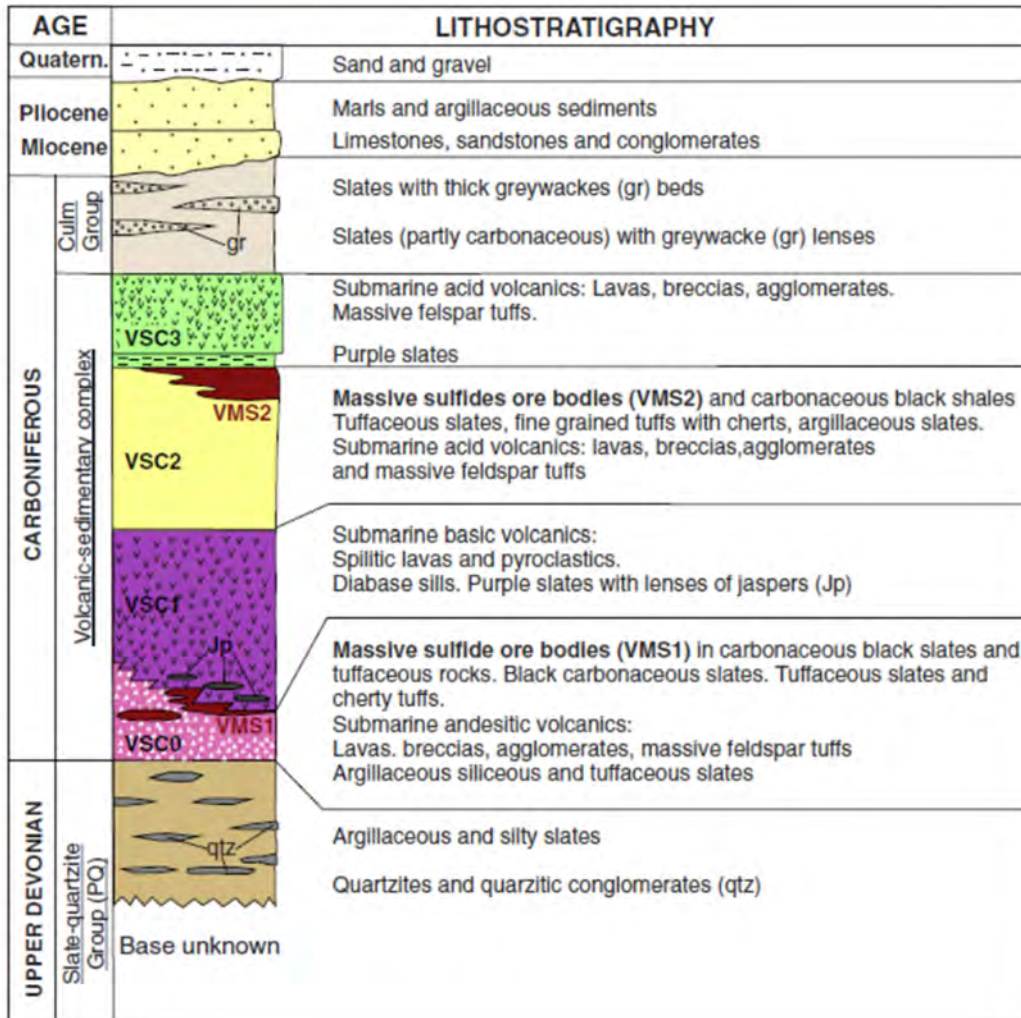 AGE
LITHOSTRATIGRAPHY
Quatern.
Sand and gravel
Pliocene
Marls and argillaceous sediments
Miocene
Limestones, sandstones and conglomerates
CARBONIFEROUS
Culm
Group
gr
Slates with thick greywackes (gr) beds
Slates (partly carbonaceous) with greywacke (gr) lenses
Volcanic-sedimentary complex
VSC3
Submarine acid volcanics: Lavas, breccias, agglomerates.
Massive felspar tuffs.
Purple slates
VMS2
VSC2
Massive sulfides ore bodies (VMS2) and carbonaceous black shales
Tuffaceous slates, fine grained tuffs with cherts, argillaceous slates.
Submarine acid volcanics: lavas, breccias,agglomerates
and massive feldspar tuffs
VSC1
Jp
Submarine basic volcanics:
Spilitic lavas and pyroclastics.
Diabase sills. Purple slates with lenses of jaspers (Jp)
VMS1
VSC0
Massive sulfide ore bodies (VMS1) in carbonaceous black slates and
tuffaceous rocks. Black carbonaceous slates. Tuffaceous slates and
cherty tuffs.
Submarine andesitic volcanics:
Lavas. breccias, agglomerates, massive feldspar tuffs
Argillaceous siliceous and tuffaceous slates
UPPER DEVONIAN
Slate-quartzite
Group (PQ)
qtz
Argillaceous and silty slates
Quartzites and quarzitic conglomerates (qtz)
Base unknown